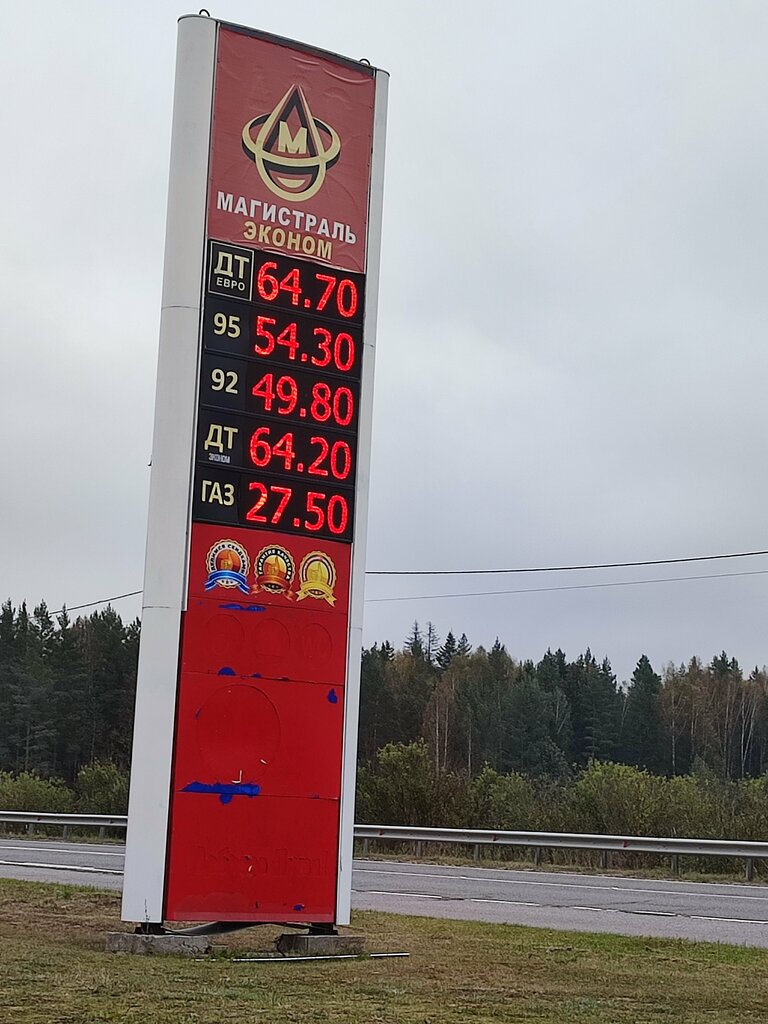 М
МАГИСТРАЛЬ
ЭКОНОМ
ДТ
ЕВРО
64.70
95
54.30
92
49.80
ДТ
ЭКОНОМ
64.20
ГАЗ
27.50